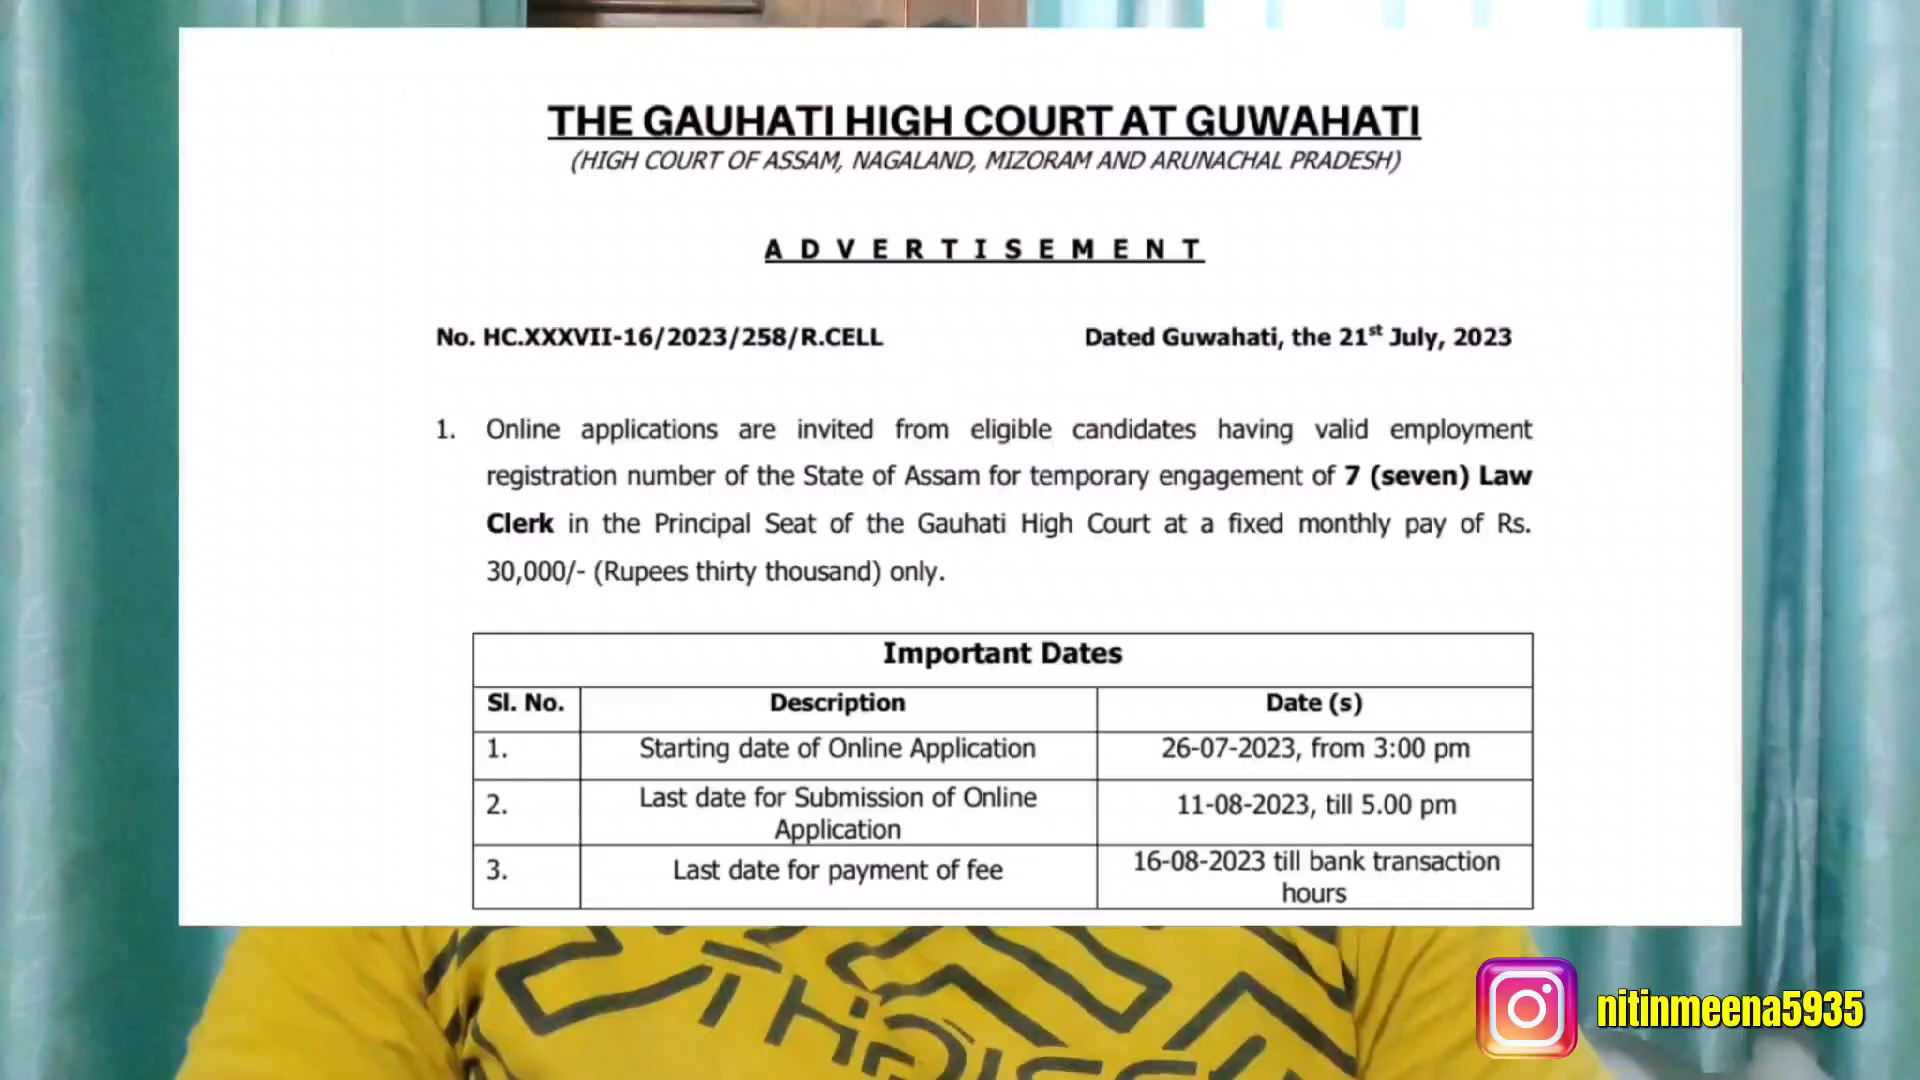 THE GAUHATI HIGH COURT AT GUWAHATI
(HIGH COURT OF ASSAM, NAGALAND, MIZORAM AND ARUNACHAL PRADESH)
ADVERTISEMENT
No. HC.XXXVII-16/2023/258/R.CELL Dated Guwahati, the 21st July, 2023
1. Online applications are invited from eligible candidates having valid employment
registration number of the State of Assam for temporary engagement of 7 (seven) Law
Clerk in the Principal Seat of the Gauhati High Court at a fixed monthly pay of Rs.
30,000/- (Rupees thirty thousand) only.
Important Dates
Sl. No. Description Date (s)
1. Starting date of Online Application 26-07-2023, from 3:00 pm
2. Last date for Submission of Online
Application 11-08-2023, till 5.00 pm
3. Last date for payment of fee 16-08-2023 till bank transaction
hours
nitinmeena5935